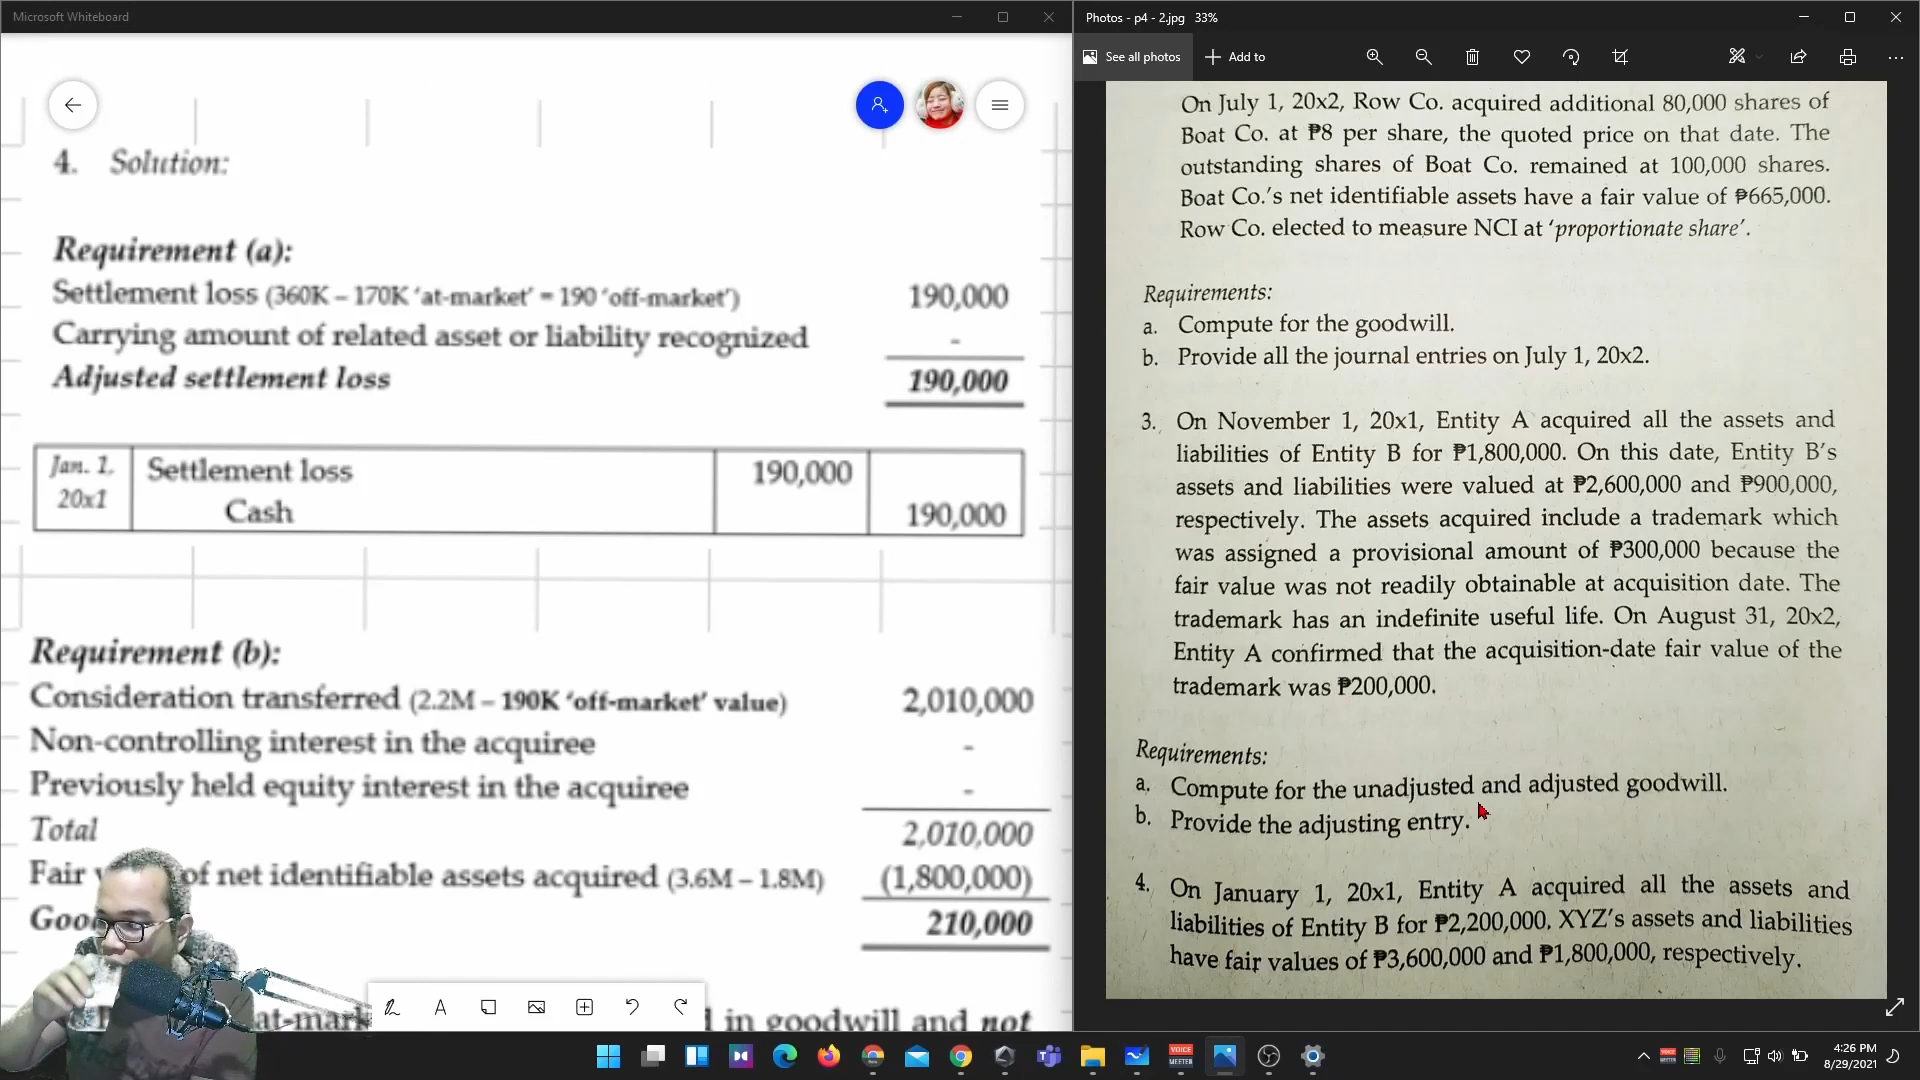 Microsoft Whiteboard
4. Solution:
Requirement (a):
Settlement loss (360K – 170K 'at-market' = 190 'off-market') 190,000
Carrying amount of related asset or liability recognized -
Adjusted settlement loss 190,000
Jan. 1, Settlement loss 190,000
20x1 Cash 190,000
Requirement (b):
Consideration transferred (2.2M – 190K 'off-market' value) 2,010,000
Non-controlling interest in the acquiree -
Previously held equity interest in the acquiree -
Total 2,010,000
Fair of net identifiable assets acquired (3.6M – 1.8M) (1,800,000)
210,000
in goodwill and not
Photos - p4 - 2.jpg 33%
See all photos
Add to
On July 1, 20x2, Row Co. acquired additional 80,000 shares of
Boat Co. at ₱8 per share, the quoted price on that date. The
outstanding shares of Boat Co. remained at 100,000 shares.
Boat Co.'s net identifiable assets have a fair value of ₱665,000.
Row Co. elected to measure NCI at 'proportionate share'.
Requirements:
a. Compute for the goodwill.
b. Provide all the journal entries on July 1, 20x2.
3. On November 1, 20x1, Entity A acquired all the assets and
liabilities of Entity B for ₱1,800,000. On this date, Entity B's
assets and liabilities were valued at ₱2,600,000 and ₱900,000,
respectively. The assets acquired include a trademark which
was assigned a provisional amount of ₱300,000 because the
fair value was not readily obtainable at acquisition date. The
trademark has an indefinite useful life. On August 31, 20x2,
Entity A confirmed that the acquisition-date fair value of the
trademark was ₱200,000.
Requirements:
a. Compute for the unadjusted and adjusted goodwill.
b. Provide the adjusting entry.
4. On January 1, 20x1, Entity A acquired all the assets and
liabilities of Entity B for ₱2,200,000. XYZ's assets and liabilities
have fair values of ₱3,600,000 and ₱1,800,000, respectively.
VOICE
MEETER
4:26 PM
8/29/2021